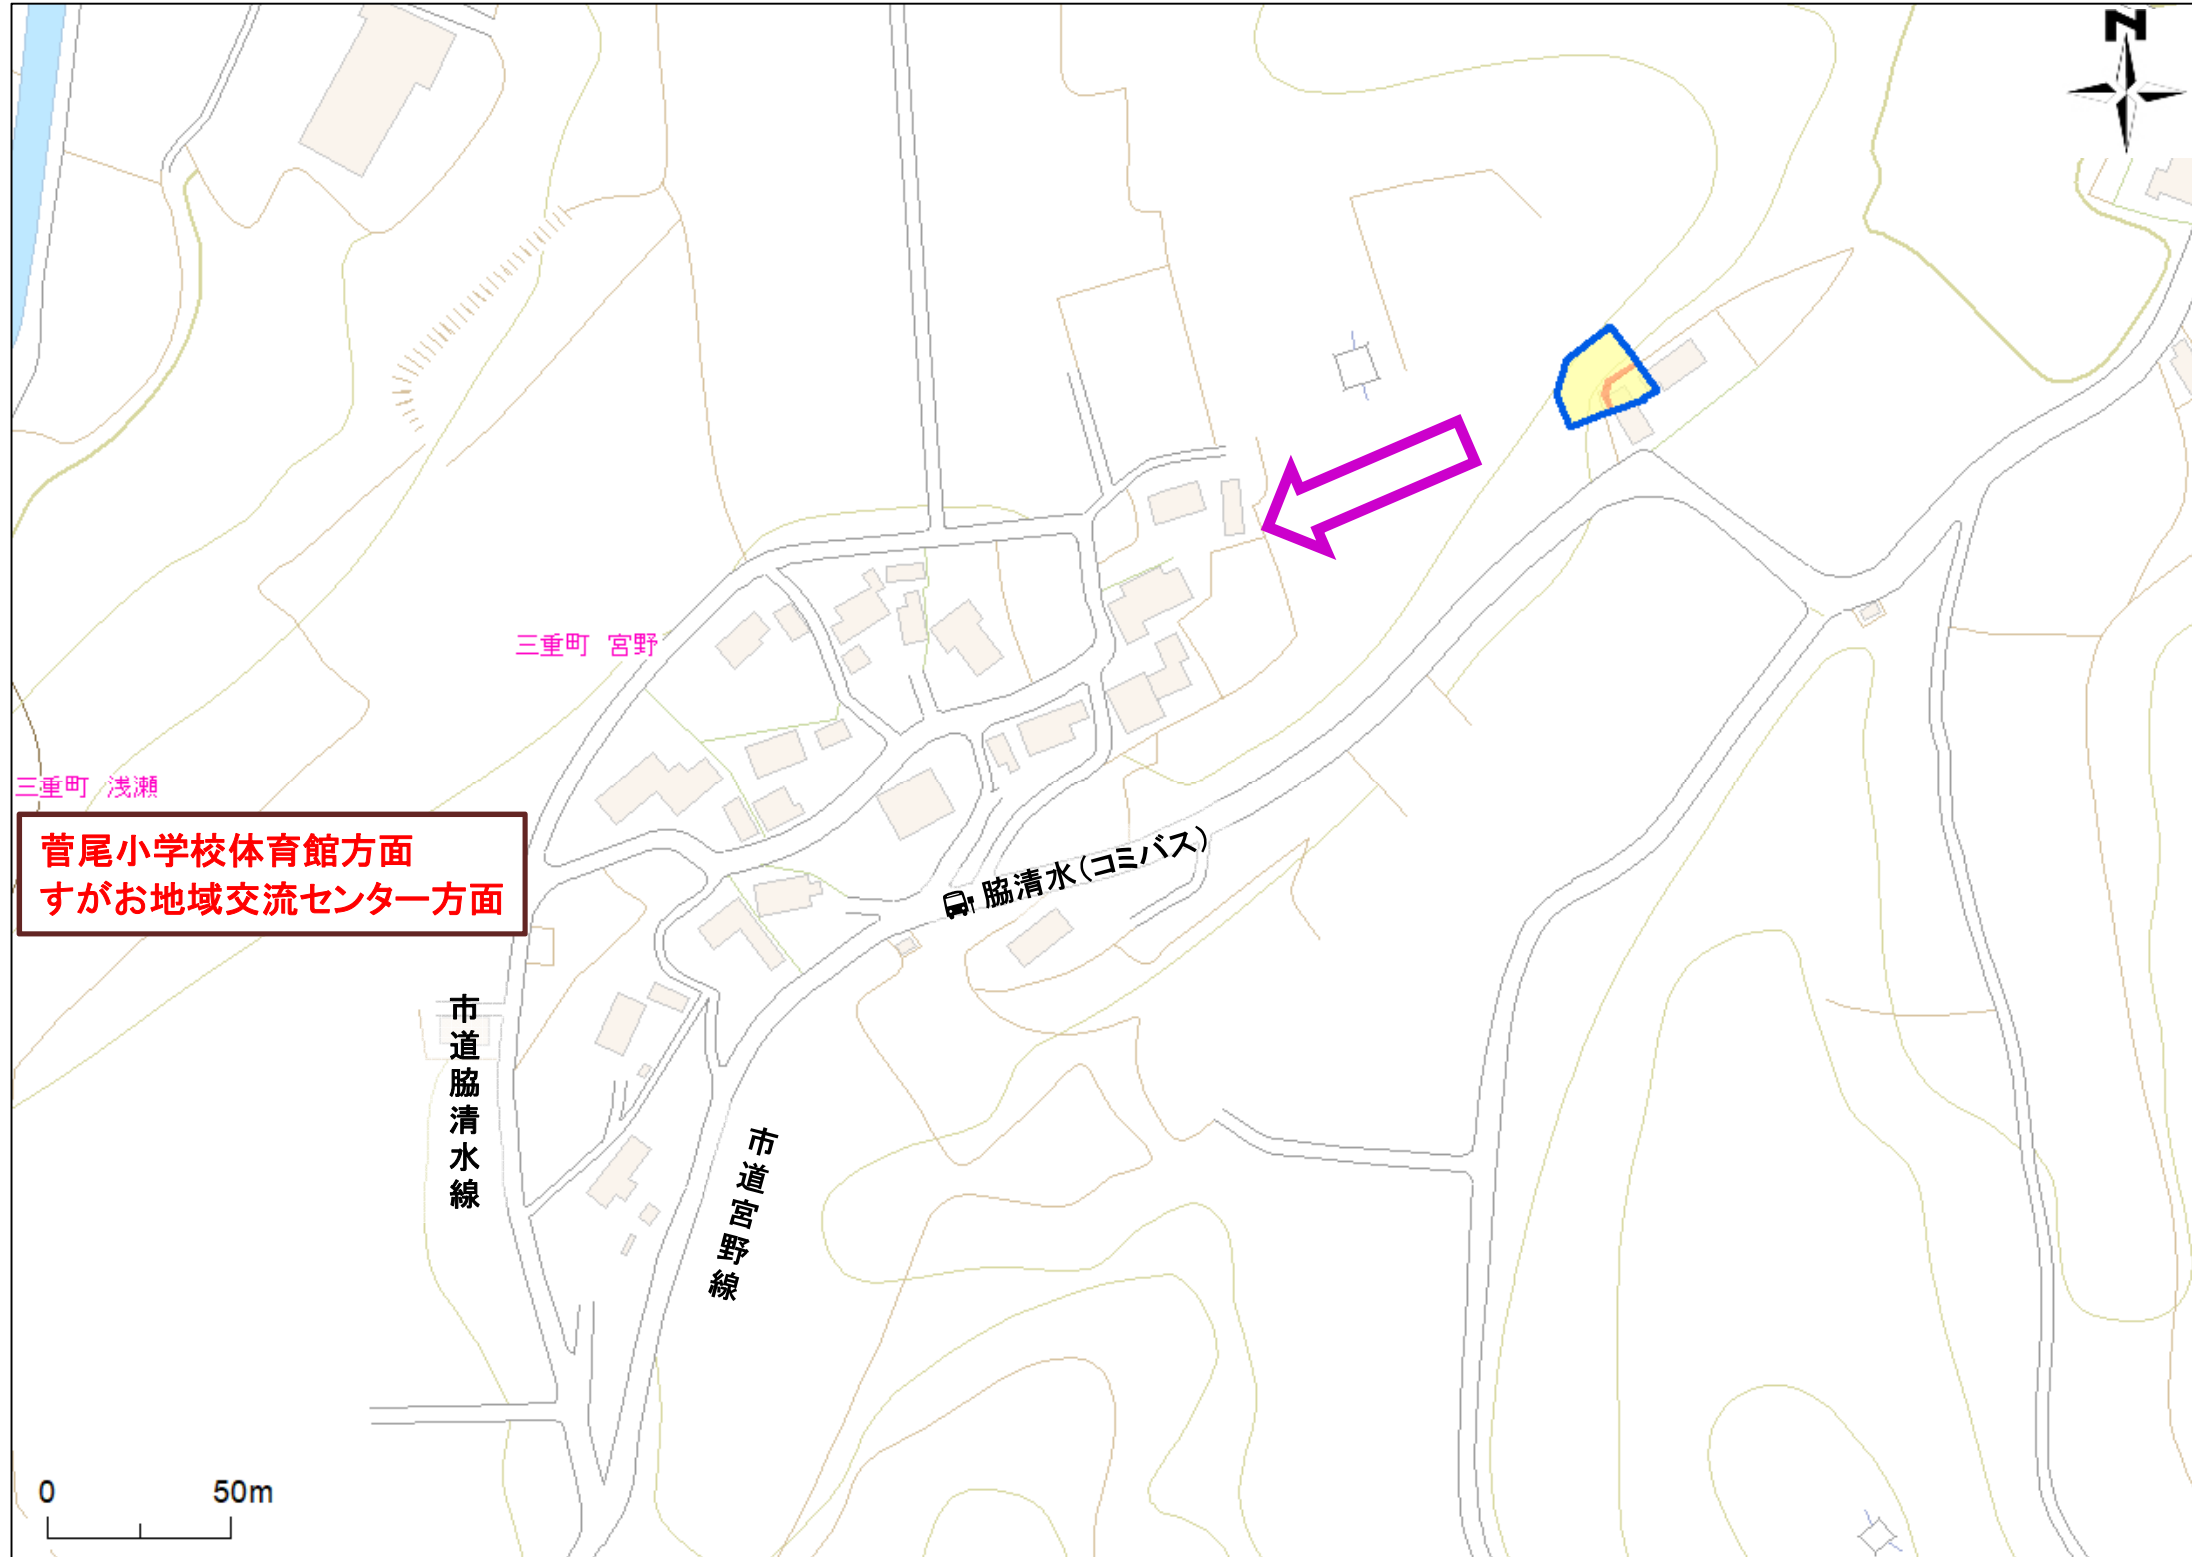 N
三重町 宮野
三重町 浅瀬
菅尾小学校体育館方面
すがお地域交流センター方面
脇清水(コミバス)
市道脇清水線
市道宮野線
0 50m